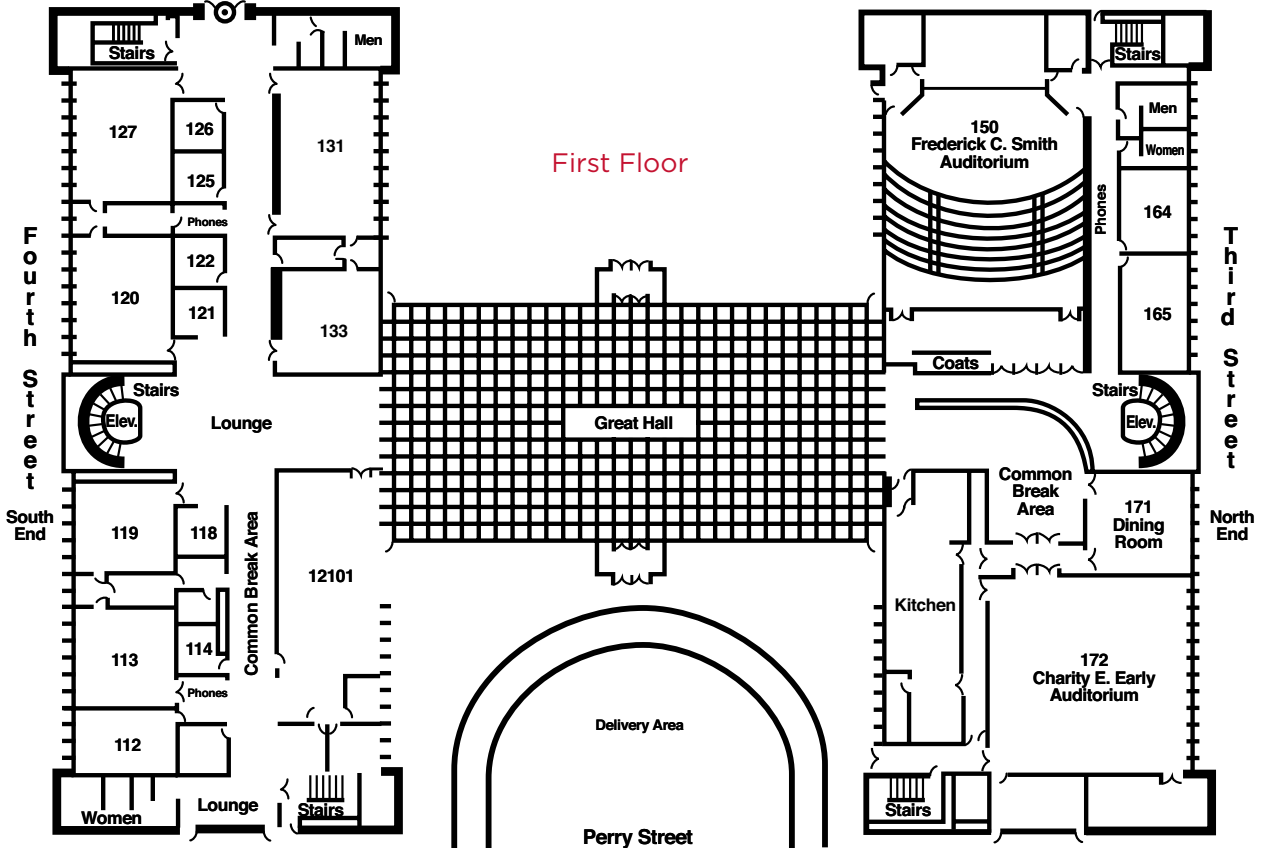 First Floor
Stairs
Men
127
126
125
131
Phones
122
120
121
133
Fourth Street
Stairs
Elev.
Lounge
Great Hall
South
End
119
118
Common Break Area
12101
113
114
Phones
112
Women
Lounge
Stairs
Delivery Area
Perry Street
Stairs
150
Frederick C. Smith
Auditorium
Men
Women
Phones
164
165
Third Street
Coats
Stairs
Elev.
Common
Break
Area
171
Dining
Room
North
End
Kitchen
172
Charity E. Early
Auditorium
Stairs